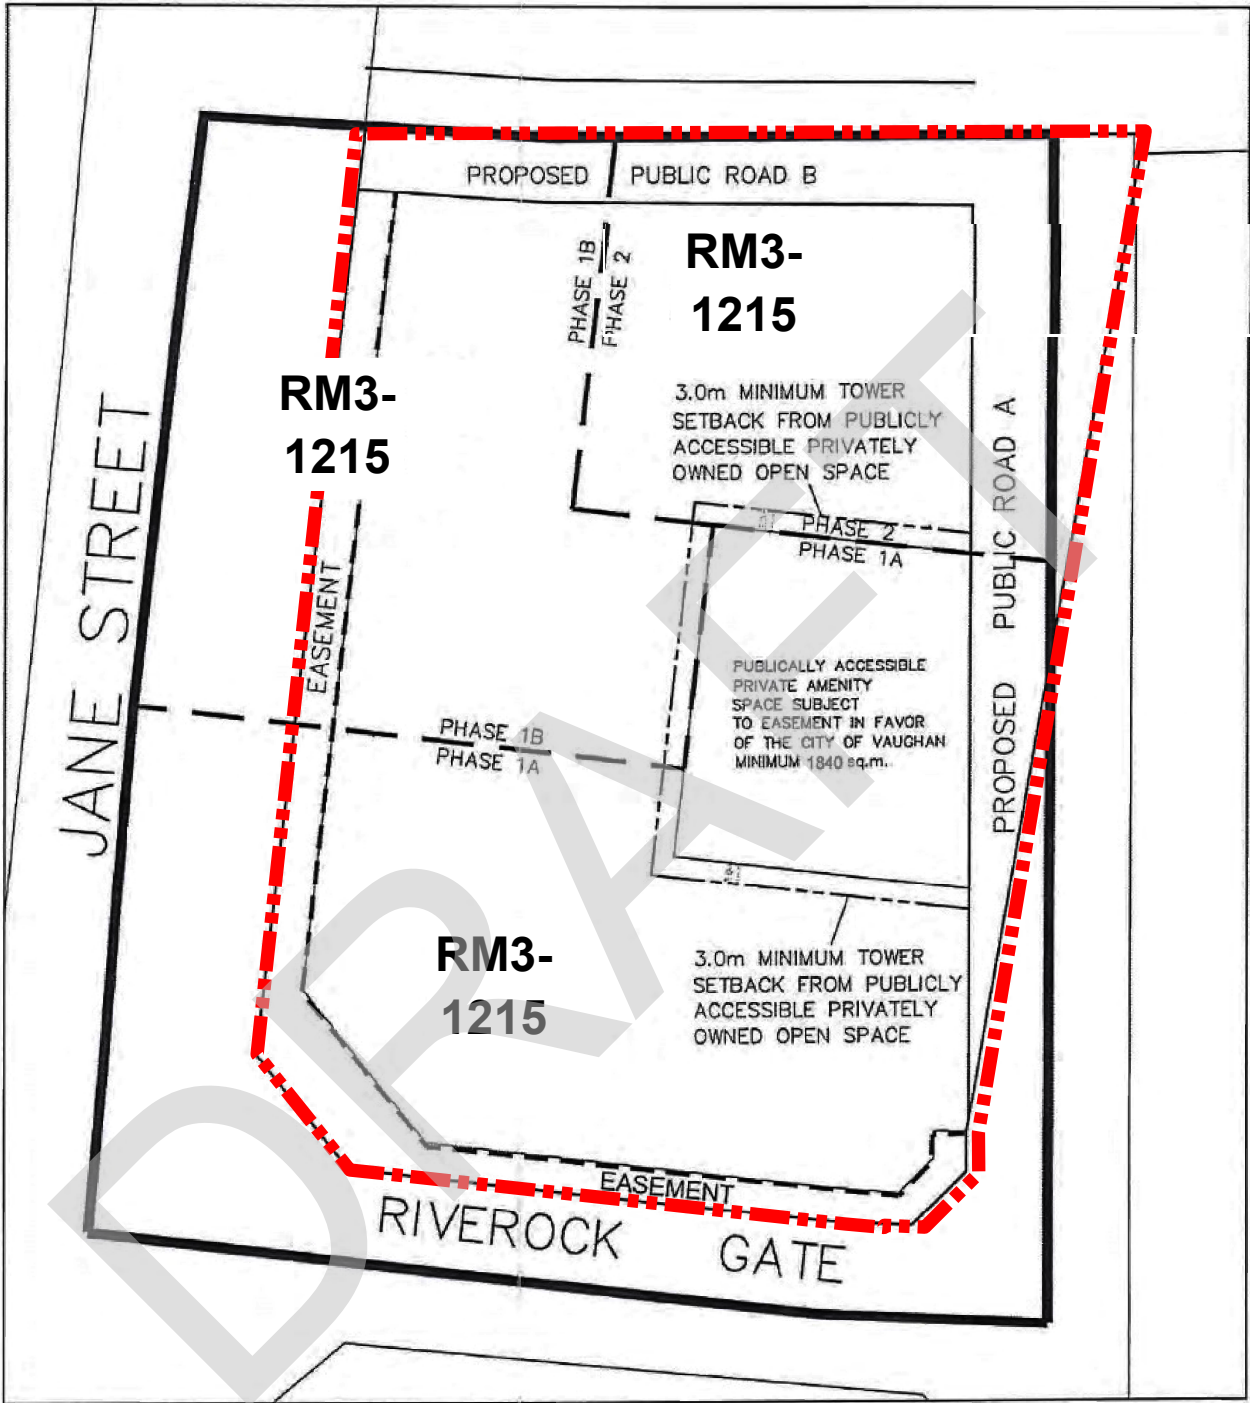 PROPOSED PUBLIC ROAD B
PHASE 1B
PHASE 2
RM3-
1215
RM3-
1215
3.0m MINIMUM TOWER
SETBACK FROM PUBLICLY
ACCESSIBLE PRIVATELY
OWNED OPEN SPACE
JANE STREET
EASEMENT
PROPOSED PUBLIC ROAD A
PHASE 2
PHASE 1A
PUBLICALLY ACCESSIBLE
PRIVATE AMENITY
SPACE SUBJECT
TO EASEMENT IN FAVOR
OF THE CITY OF VAUGHAN
MINIMUM 1840 sq.m.
PHASE 1B
PHASE 1A
RM3-
1215
3.0m MINIMUM TOWER
SETBACK FROM PUBLICLY
ACCESSIBLE PRIVATELY
OWNED OPEN SPACE
EASEMENT
RIVEROCK GATE
DRAFT